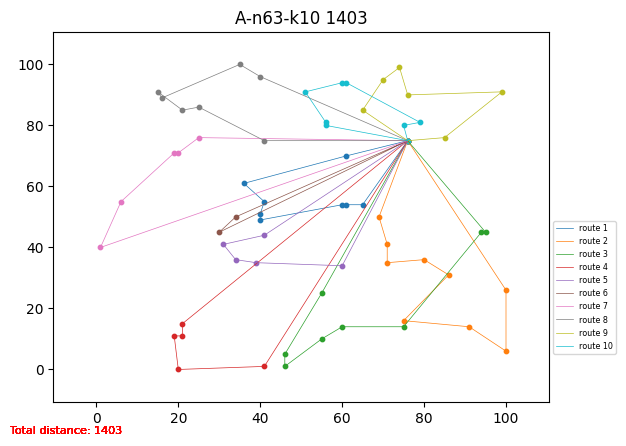 A-n63-k10 1403
100
80
60
40
20
0
0 20 40 60 80 100
route 1
route 2
route 3
route 4
route 5
route 6
route 7
route 8
route 9
route 10
Total distance: 1403